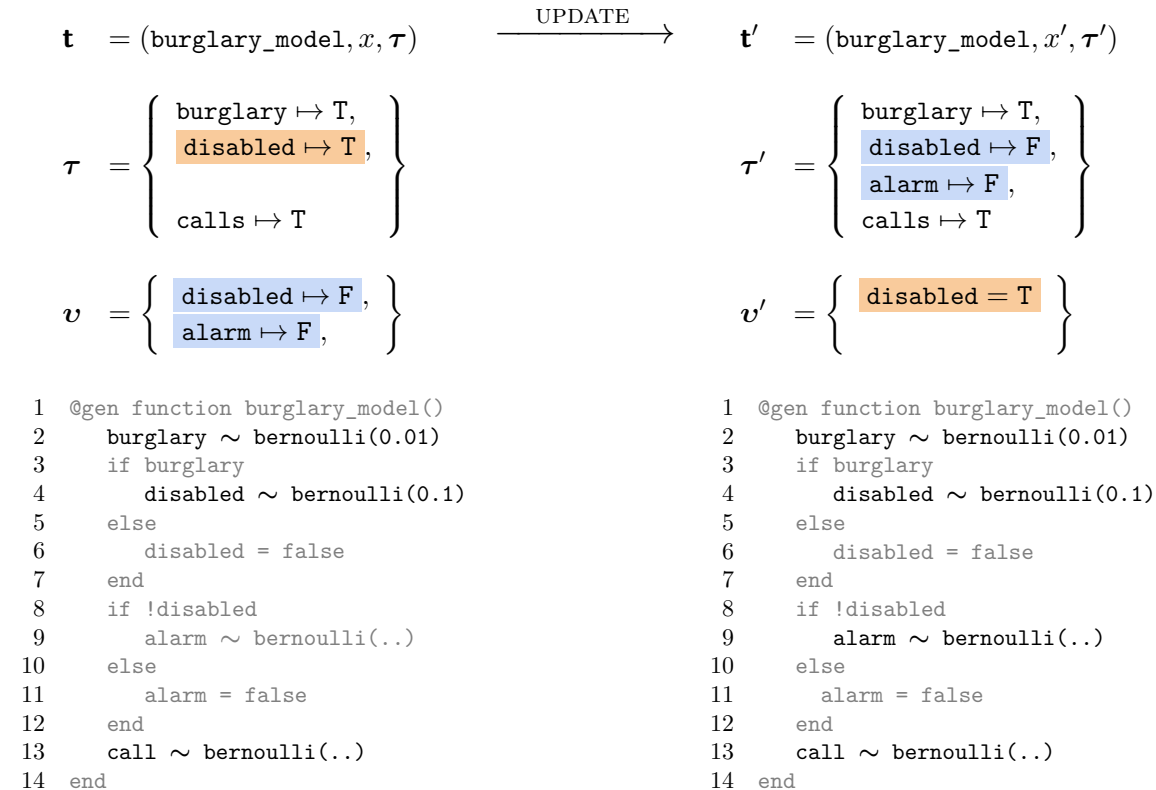 t = (burglary_model, x, τ) UPDATE t′ = (burglary_model, x′, τ′)
τ = { burglary ↦ T, disabled ↦ T, calls ↦ T }
τ′ = { burglary ↦ T, disabled ↦ F, alarm ↦ F, calls ↦ T }
υ = { disabled ↦ F, alarm ↦ F, }
υ′ = { disabled = T }
1 @gen function burglary_model()
2 burglary ∼ bernoulli(0.01)
3 if burglary
4 disabled ∼ bernoulli(0.1)
5 else
6 disabled = false
7 end
8 if !disabled
9 alarm ∼ bernoulli(..)
10 else
11 alarm = false
12 end
13 call ∼ bernoulli(..)
14 end
1 @gen function burglary_model()
2 burglary ∼ bernoulli(0.01)
3 if burglary
4 disabled ∼ bernoulli(0.1)
5 else
6 disabled = false
7 end
8 if !disabled
9 alarm ∼ bernoulli(..)
10 else
11 alarm = false
12 end
13 call ∼ bernoulli(..)
14 end